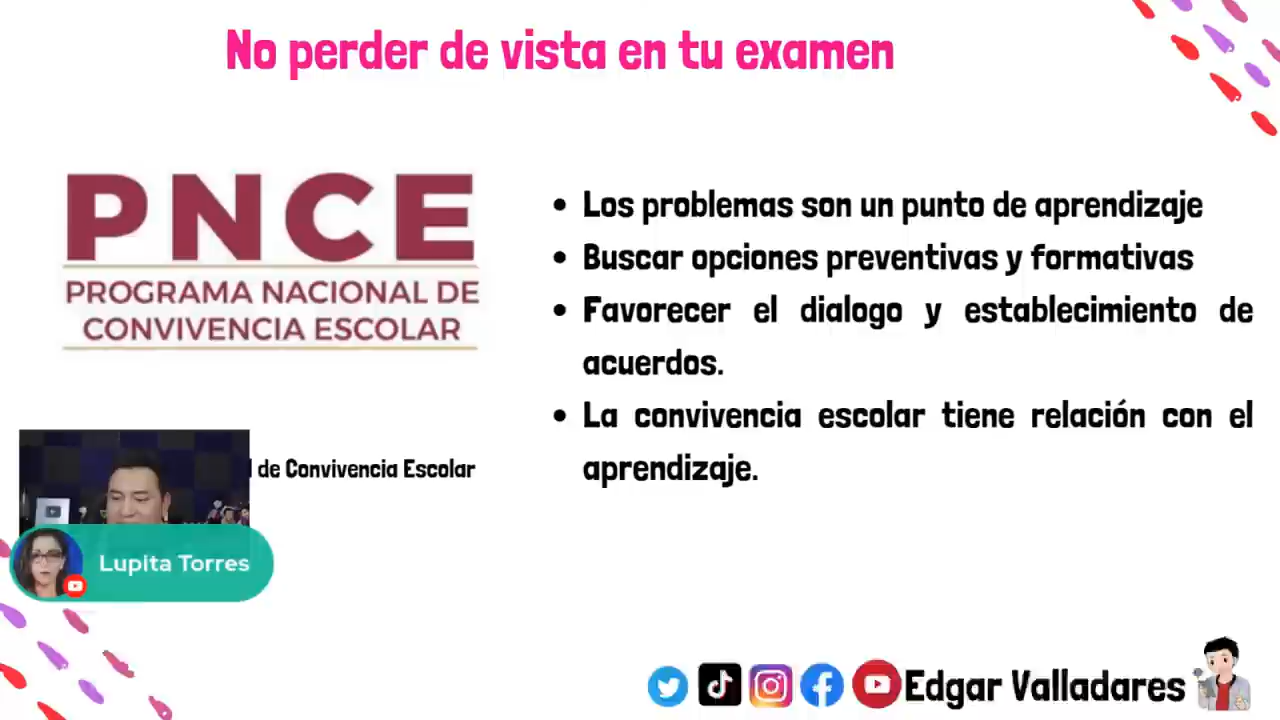 No perder de vista en tu examen
PNCE
PROGRAMA NACIONAL DE
CONVIVENCIA ESCOLAR
de Convivencia Escolar
Lupita Torres
• Los problemas son un punto de aprendizaje
• Buscar opciones preventivas y formativas
• Favorecer el dialogo y establecimiento de
acuerdos.
• La convivencia escolar tiene relación con el
aprendizaje.
Edgar Valladares